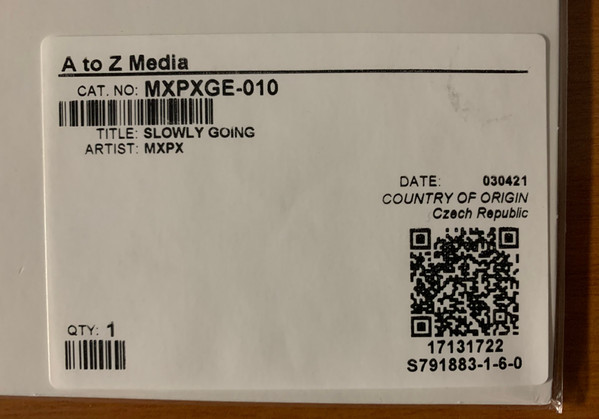 A to Z Media
CAT. NO: MXPXGE-010
TITLE: SLOWLY GOING
ARTIST: MXPX
DATE: 030421
COUNTRY OF ORIGIN
Czech Republic
QTY: 1
17131722
S791883-1-6-0